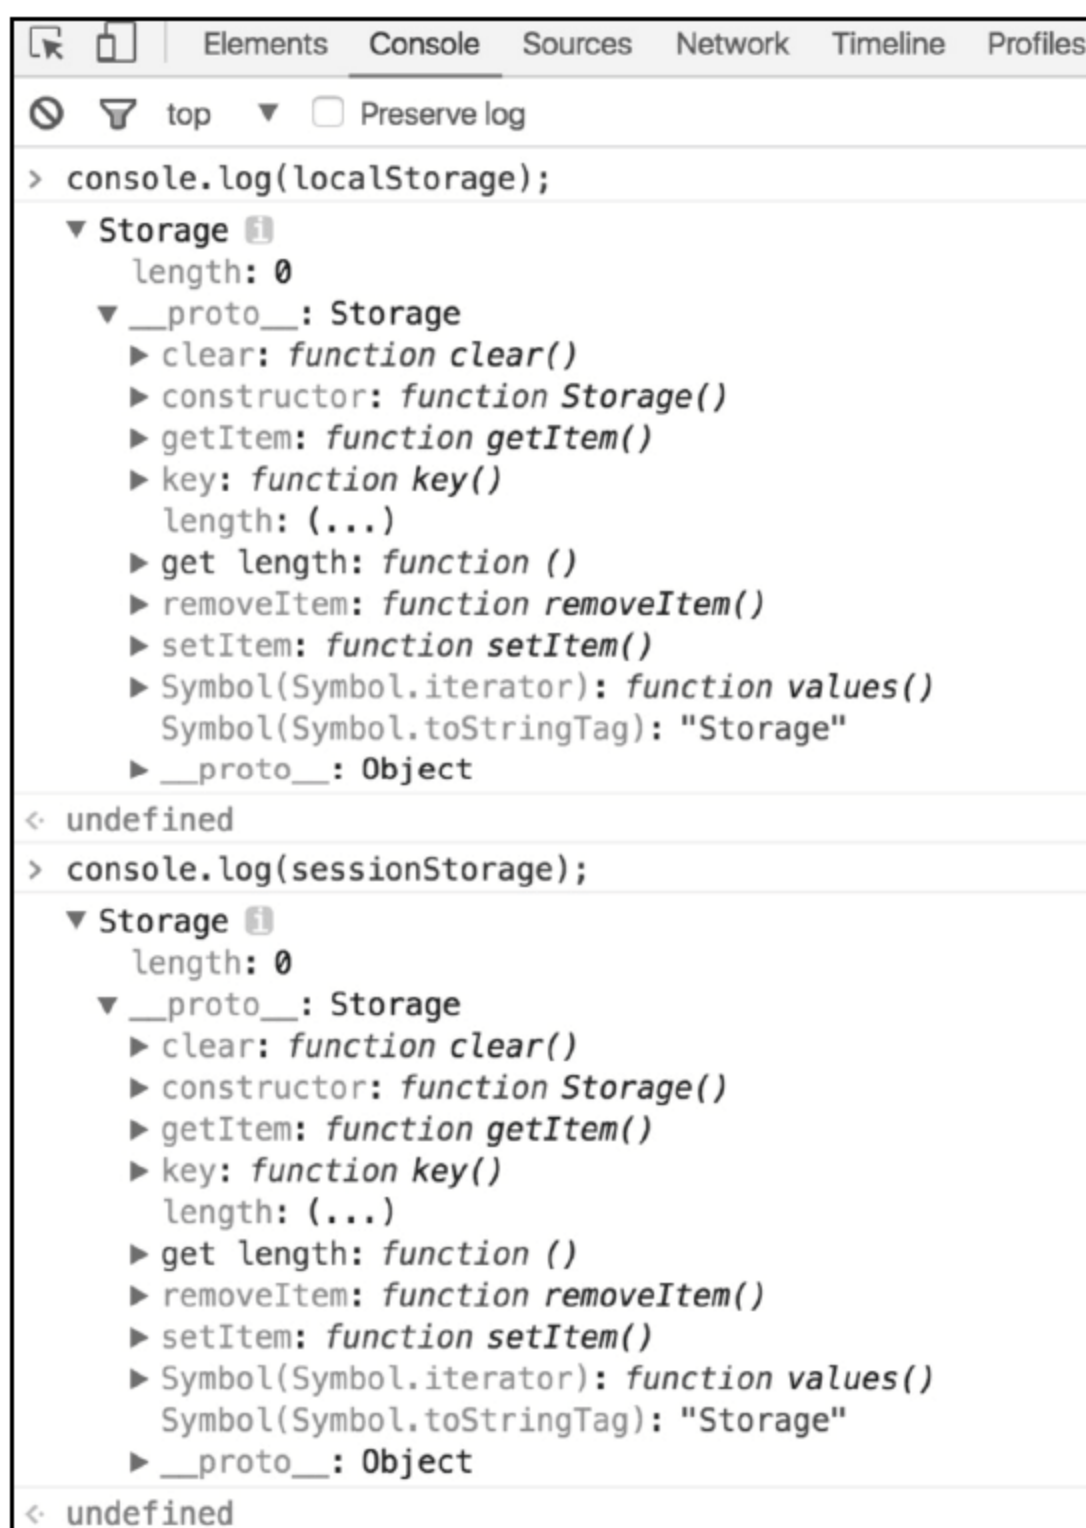 Elements Console Sources Network Timeline Profiles
top ▼ Preserve log
> console.log(localStorage);
▼ Storage i
length: 0
▼ __proto__: Storage
▶ clear: function clear()
▶ constructor: function Storage()
▶ getItem: function getItem()
▶ key: function key()
length: (...)
▶ get length: function ()
▶ removeItem: function removeItem()
▶ setItem: function setItem()
▶ Symbol(Symbol.iterator): function values()
Symbol(Symbol.toStringTag): "Storage"
▶ __proto__: Object
<· undefined
> console.log(sessionStorage);
▼ Storage i
length: 0
▼ __proto__: Storage
▶ clear: function clear()
▶ constructor: function Storage()
▶ getItem: function getItem()
▶ key: function key()
length: (...)
▶ get length: function ()
▶ removeItem: function removeItem()
▶ setItem: function setItem()
▶ Symbol(Symbol.iterator): function values()
Symbol(Symbol.toStringTag): "Storage"
▶ __proto__: Object
<· undefined